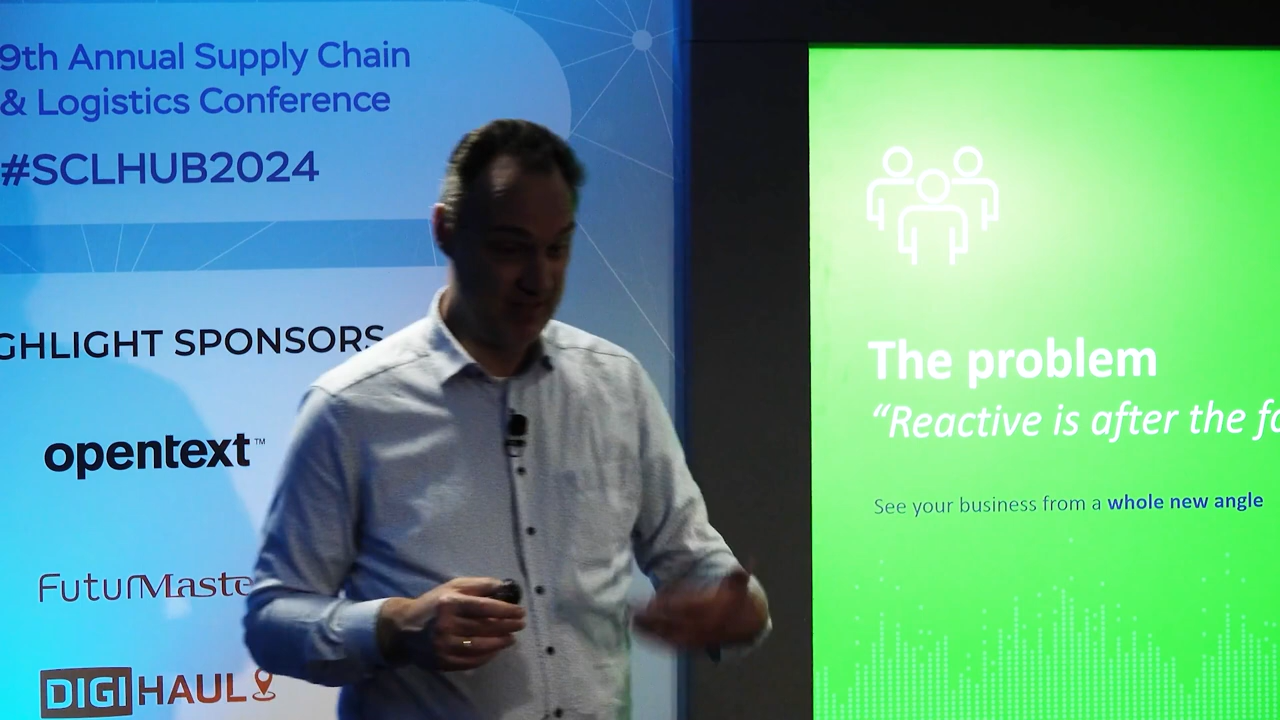 9th Annual Supply Chain
& Logistics Conference
#SCLHUB2024
GHLIGHT SPONSORS
opentext™
FuturMaste
DIGIHAUL
The problem
“Reactive is after the fa
See your business from a whole new angle